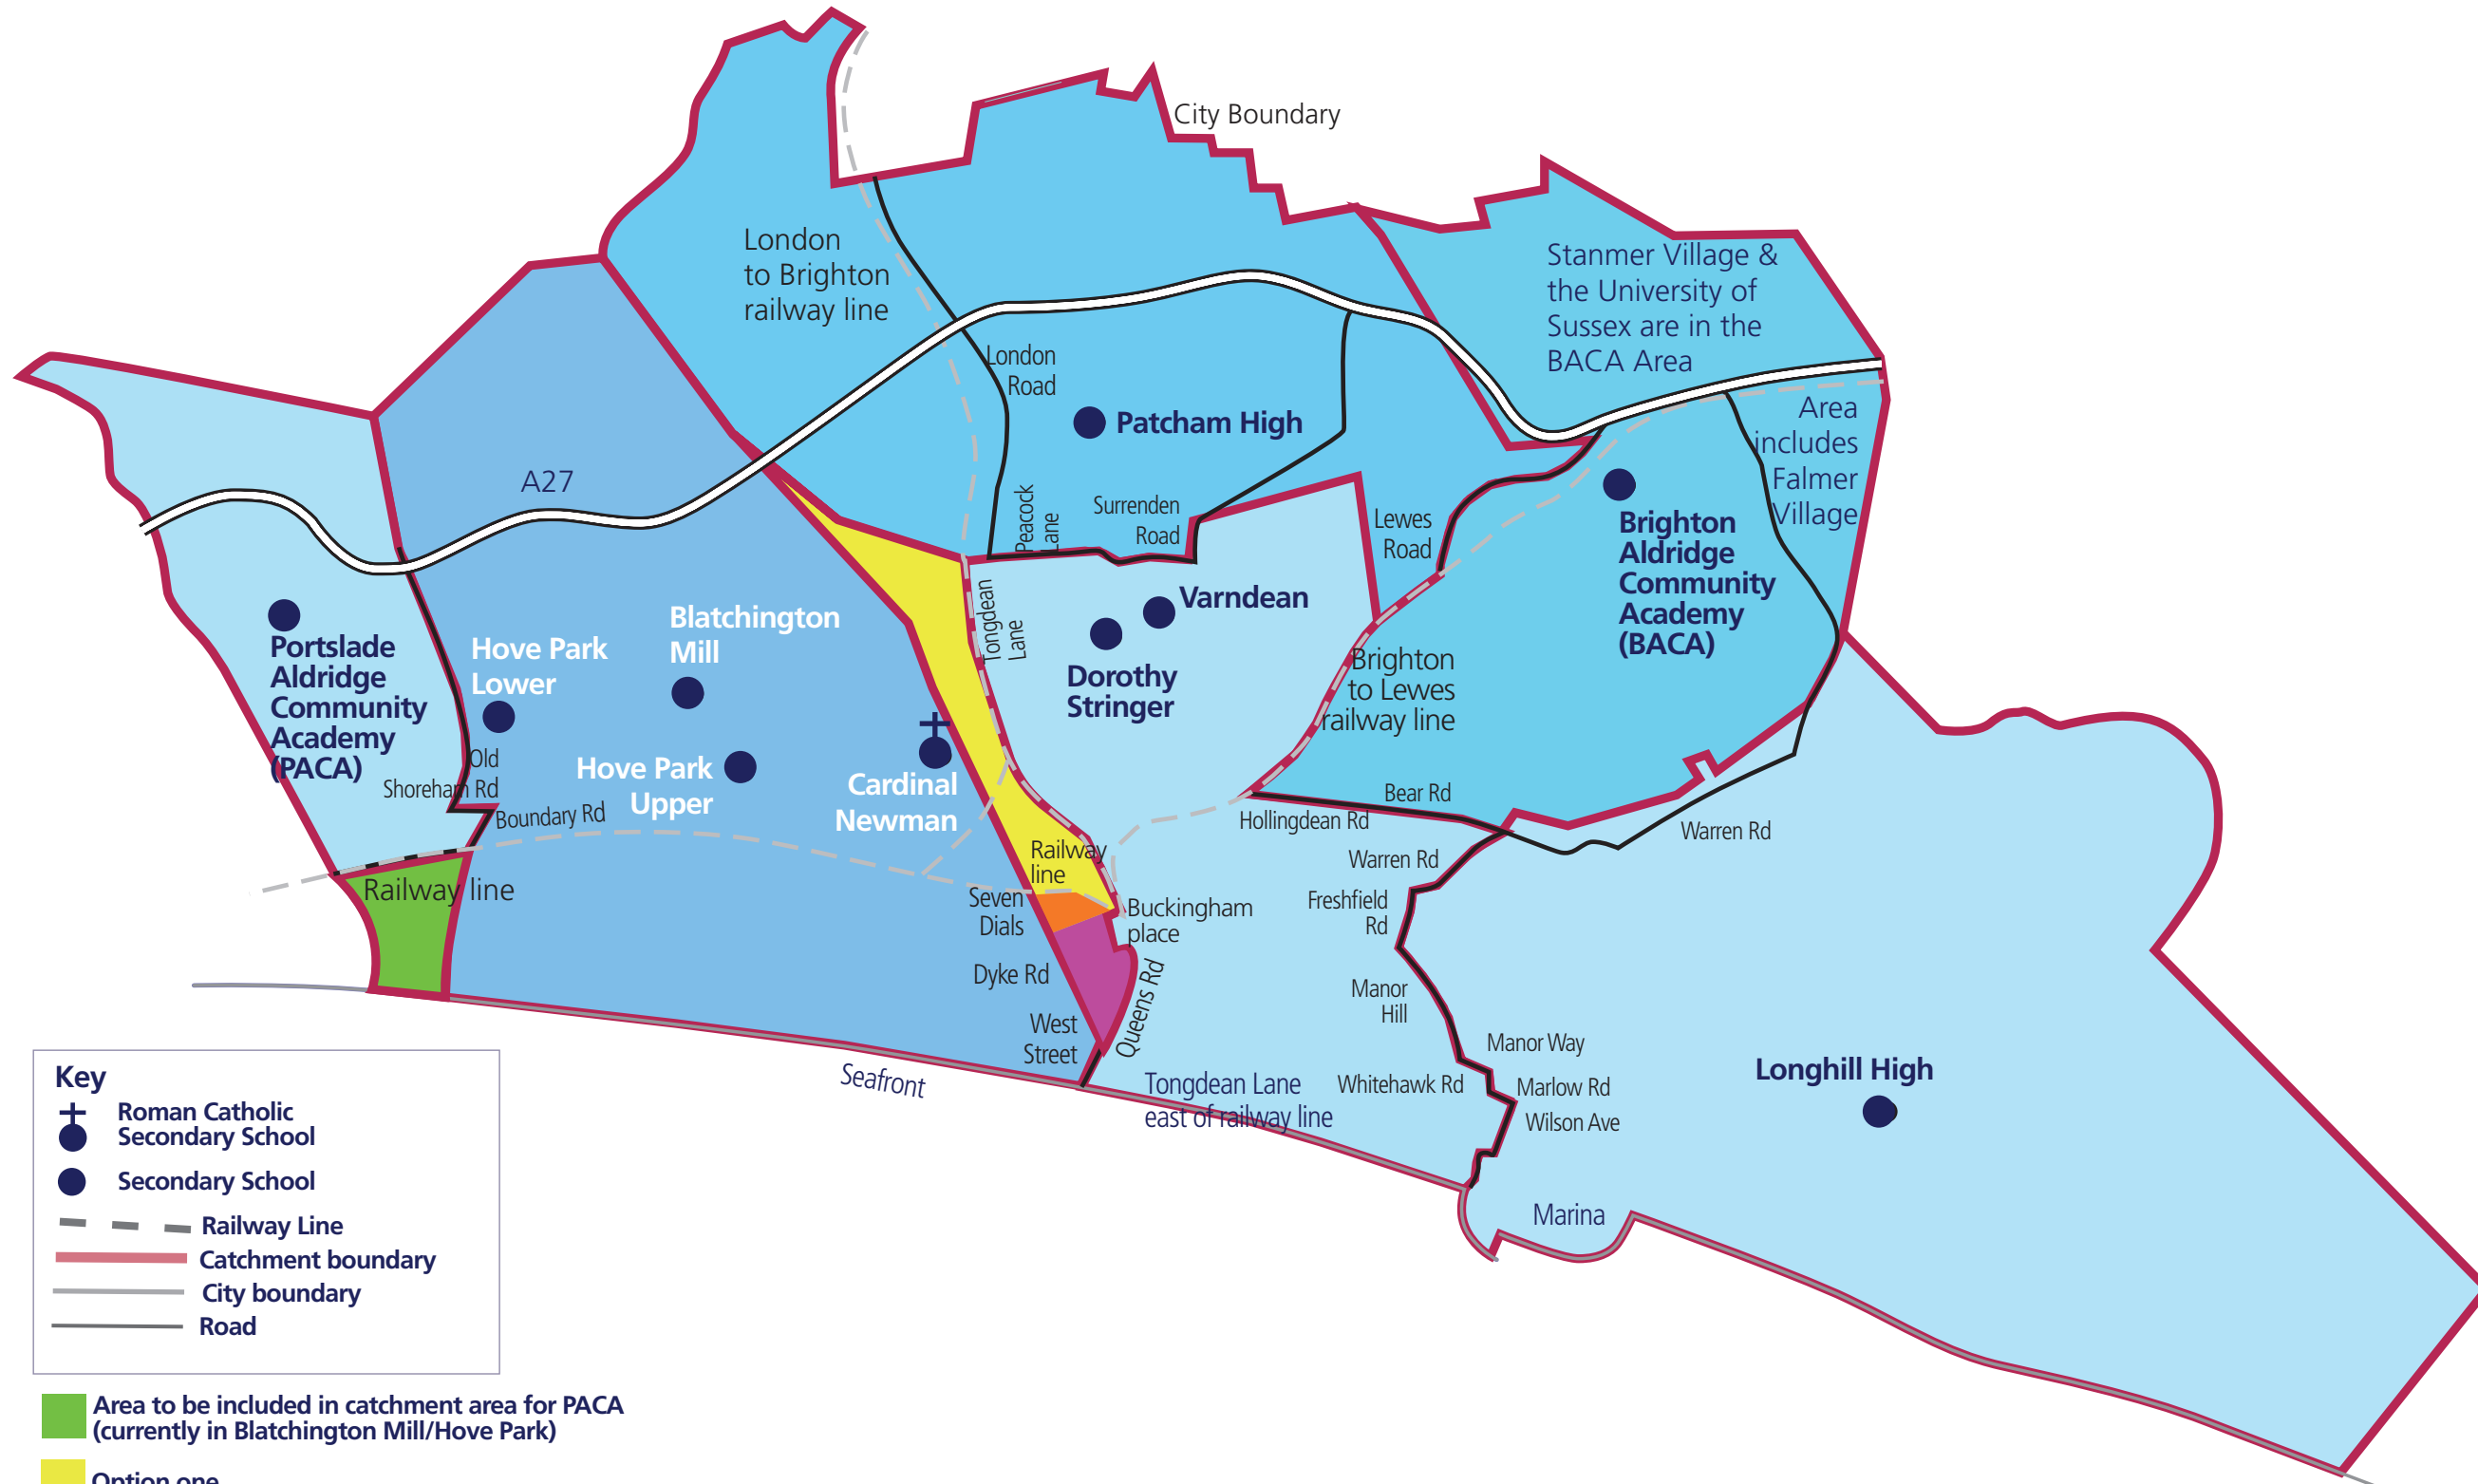 City Boundary
London
to Brighton
railway line
Stanmer Village &
the University of
Sussex are in the
BACA Area
London
Road
Patcham High
Area
includes
Falmer
Village
A27
Peacock
Lane
Surrenden
Road
Lewes
Road
Brighton
Aldridge
Community
Academy
(BACA)
Tongdean
Lane
Varndean
Dorothy
Stringer
Brighton
to Lewes
railway line
Portslade
Aldridge
Community
Academy
(PACA)
Hove Park
Lower
Blatchington
Mill
Hove Park
Upper
Cardinal
Newman
Old
Shoreham Rd
Boundary Rd
Railway line
Bear Rd
Hollingdean Rd
Warren Rd
Warren Rd
Railway
line
Seven
Dials
Buckingham
place
Freshfield
Rd
Dyke Rd
Queens Rd
West
Street
Manor
Hill
Manor Way
Whitehawk Rd
Marlow Rd
Wilson Ave
Longhill High
Seafront
Tongdean Lane
east of railway line
Marina
Key
Roman Catholic
Secondary School
Secondary School
Railway Line
Catchment boundary
City boundary
Road
Area to be included in catchment area for PACA
(currently in Blatchington Mill/Hove Park)
Option one